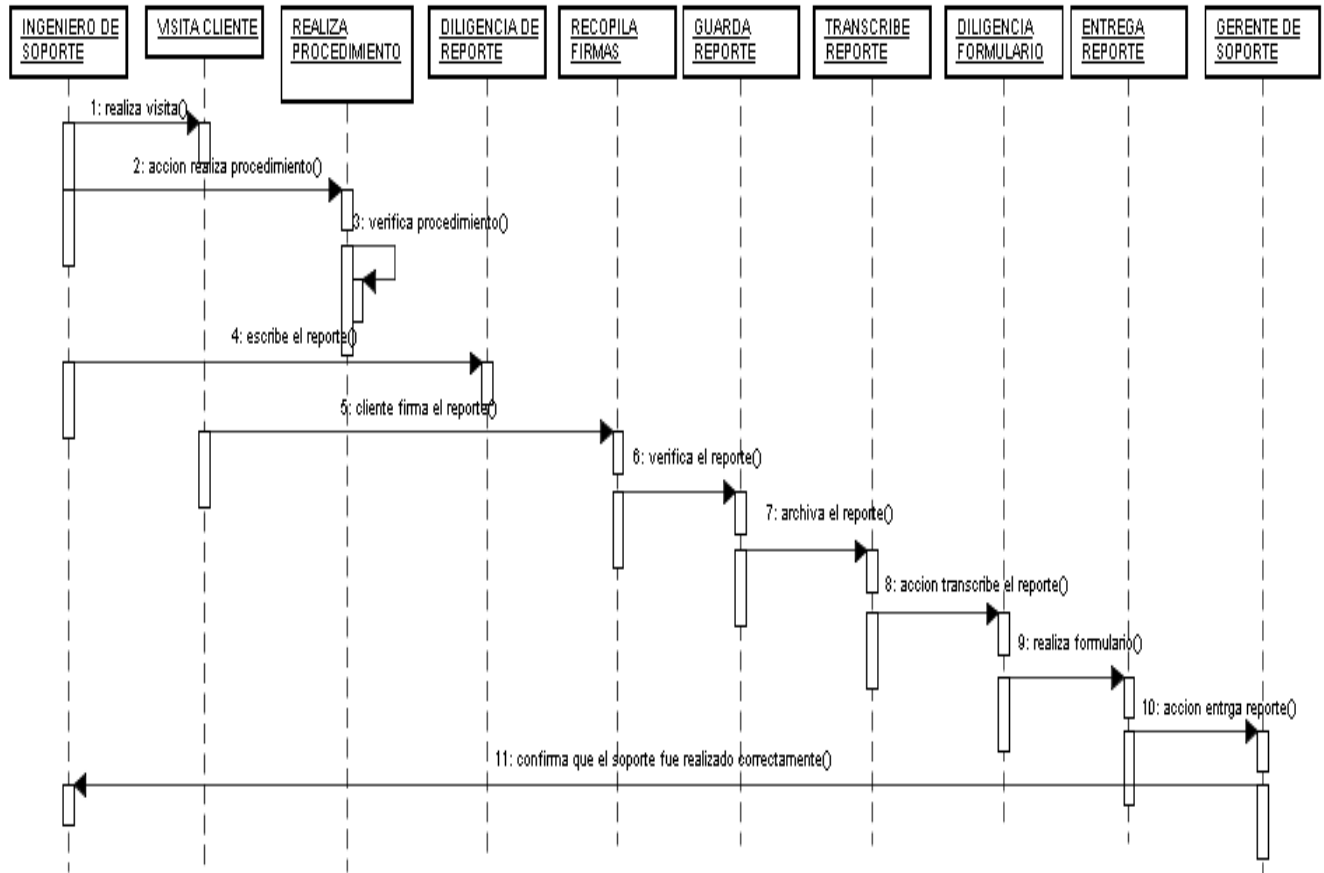 INGENIERO DE
SOPORTE
VISITA CLIENTE
REALIZA
PROCEDIMIENTO
DILIGENCIA DE
REPORTE
RECOPILA
FIRMAS
GUARDA
REPORTE
TRANSCRIBE
REPORTE
DILIGENCIA
FORMULARIO
ENTREGA
REPORTE
GERENTE DE
SOPORTE
1: realiza visita()
2: accion realiza procedimiento()
3: verifica procedimiento()
4: escribe el reporte()
5: cliente firma el reporte()
6: verifica el reporte()
7: archiva el reporte()
8: accion transcribe el reporte()
9: realiza formulario()
10: accion entrga reporte()
11: confirma que el soporte fue realizado correctamente()